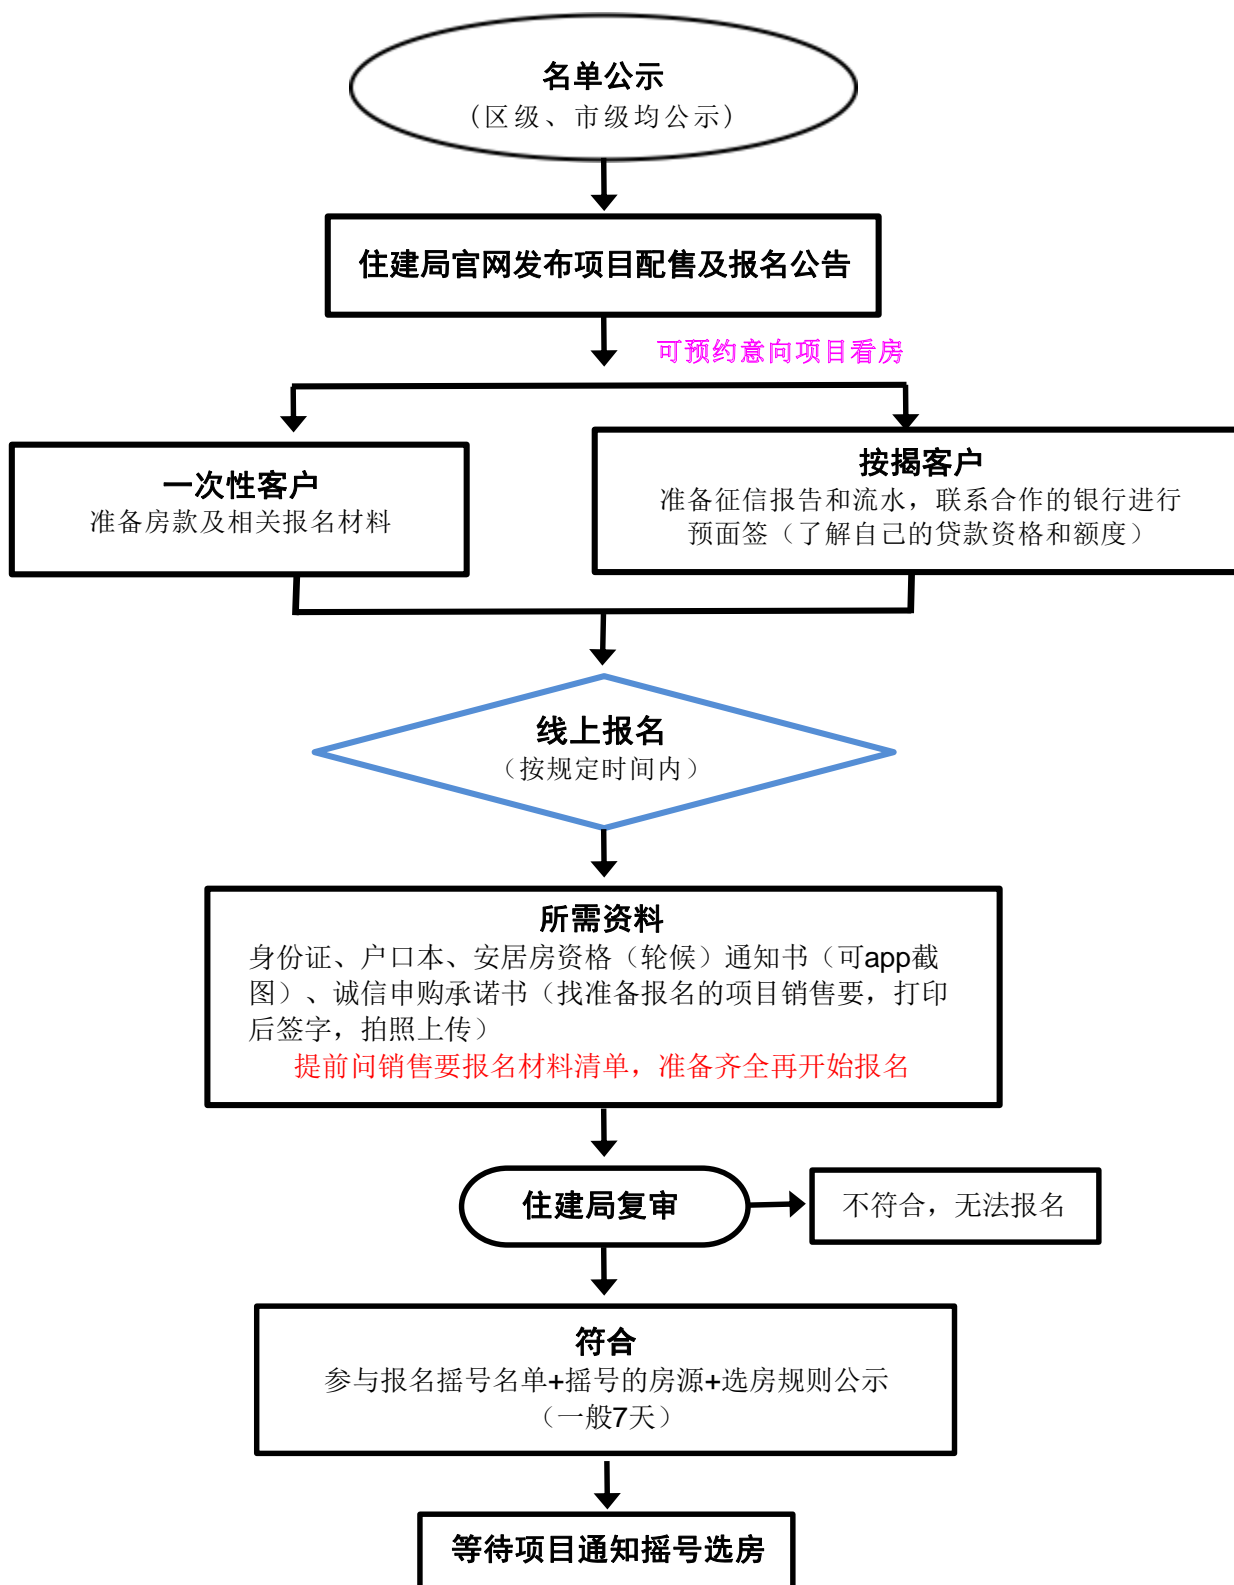 名单公示
(区级、市级均公示)
住建局官网发布项目配售及报名公告
可预约意向项目看房
一次性客户
准备房款及相关报名材料
按揭客户
准备征信报告和流水，联系合作的银行进行
预面签（了解自己的贷款资格和额度）
线上报名
（按规定时间内）
所需资料
身份证、户口本、安居房资格（轮候）通知书（可app截
图）、诚信申购承诺书（找准备报名的项目销售要，打印
后签字，拍照上传）
提前问销售要报名材料清单，准备齐全再开始报名
住建局复审
不符合，无法报名
符合
参与报名摇号名单+摇号的房源+选房规则公示
（一般7天）
等待项目通知摇号选房